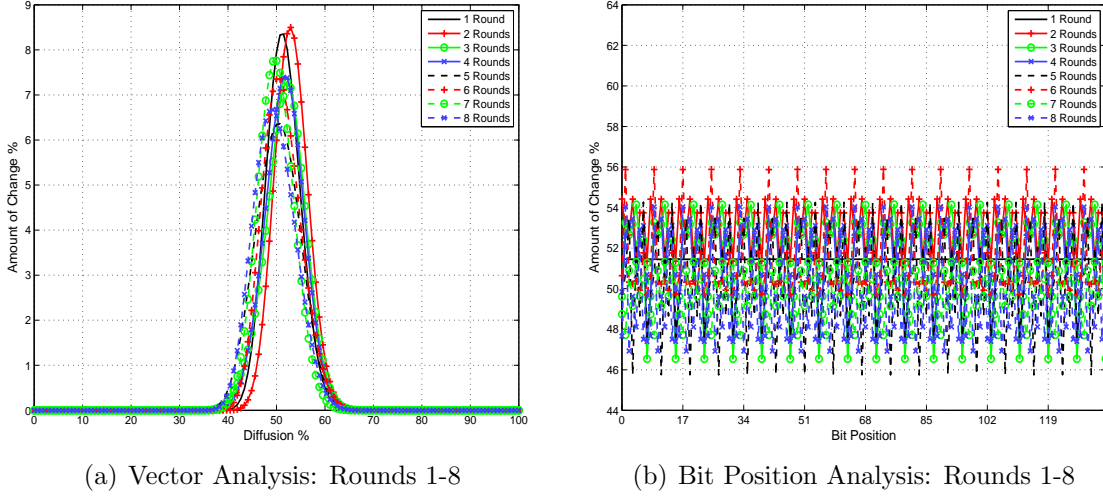 9
8
7
6
5
4
3
2
1
0
0 10 20 30 40 50 60 70 80 90 100
Amount of Change %
Diffusion %
1 Round
2 Rounds
3 Rounds
4 Rounds
5 Rounds
6 Rounds
7 Rounds
8 Rounds
(a) Vector Analysis: Rounds 1-8
64
62
60
58
56
54
52
50
48
46
44
0 17 34 51 68 85 102 119
Amount of Change %
Bit Position
1 Round
2 Rounds
3 Rounds
4 Rounds
5 Rounds
6 Rounds
7 Rounds
8 Rounds
(b) Bit Position Analysis: Rounds 1-8